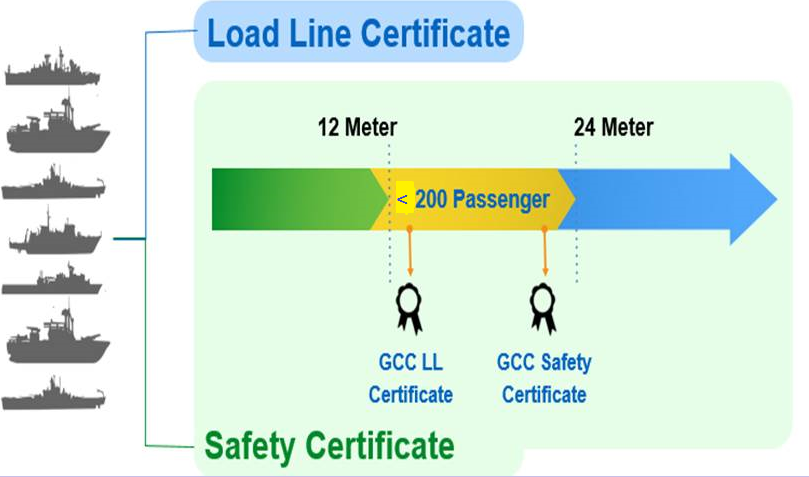 Load Line Certificate
12 Meter
24 Meter
< 200 Passenger
GCC LL
Certificate
GCC Safety
Certificate
Safety Certificate